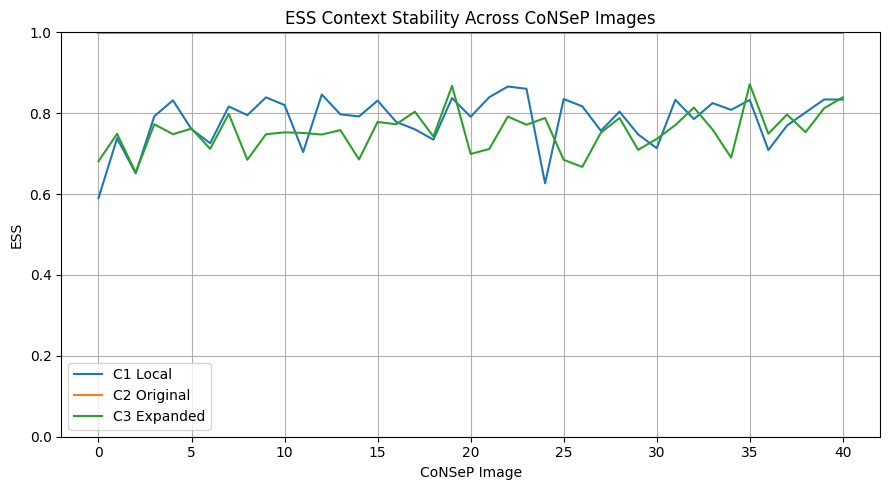 ESS Context Stability Across CoNSeP Images
1.0
0.8
0.6
0.4
0.2
0.0
ESS
C1 Local
C2 Original
C3 Expanded
0 5 10 15 20 25 30 35 40
CoNSeP Image